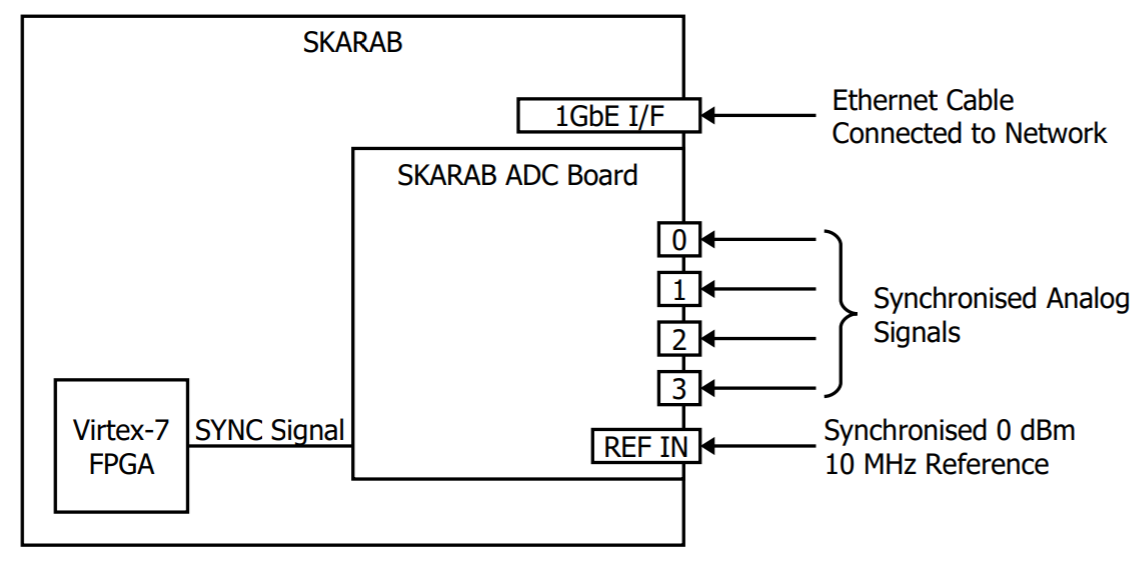 SKARAB
1GbE I/F
Ethernet Cable
Connected to Network
SKARAB ADC Board
0
1
2
3
Synchronised Analog
Signals
Virtex-7
FPGA
SYNC Signal
REF IN
Synchronised 0 dBm
10 MHz Reference